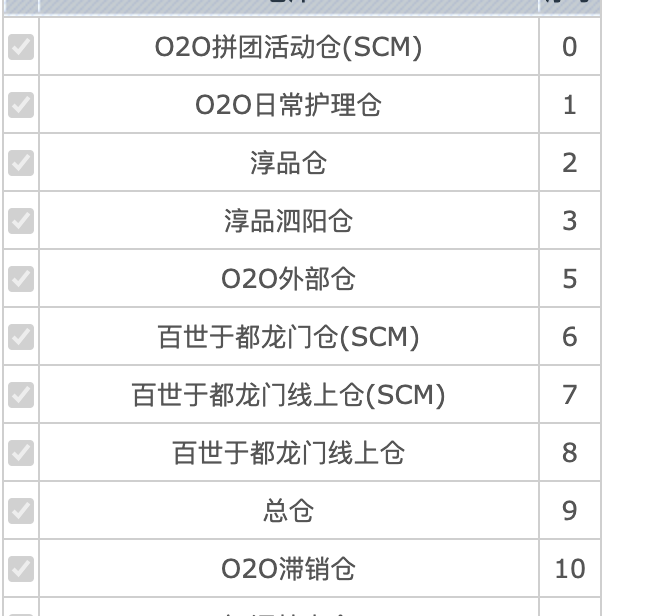 O2O拼团活动仓(SCM) 0
O2O日常护理仓 1
淳品仓 2
淳品泗阳仓 3
O2O外部仓 5
百世于都龙门仓(SCM) 6
百世于都龙门线上仓(SCM) 7
百世于都龙门线上仓 8
总仓 9
O2O滞销仓 10